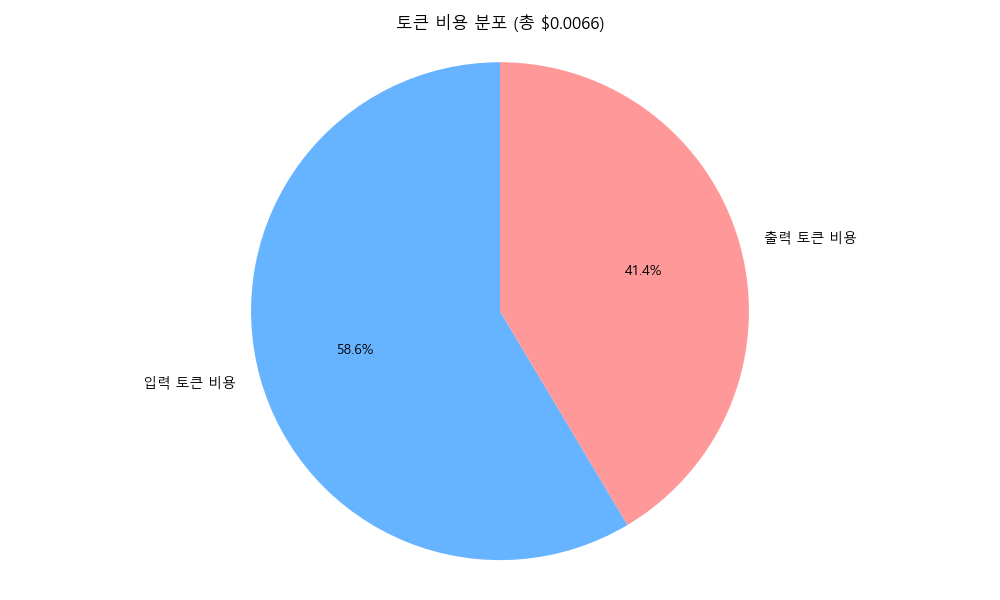 토큰 비용 분포 (총 $0.0066)
출력 토큰 비용
41.4%
58.6%
입력 토큰 비용